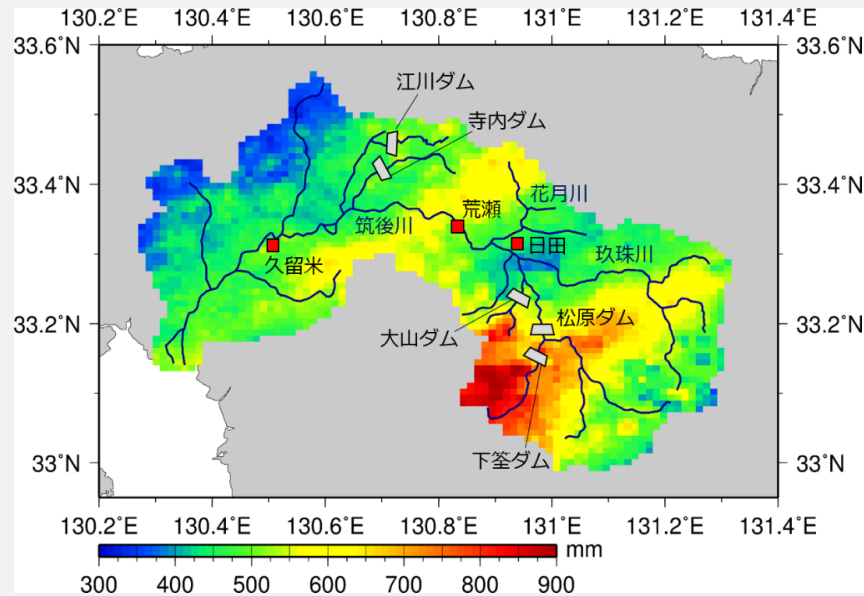 130.2˚E 130.4˚E 130.6˚E 130.8˚E 131˚E 131.2˚E 131.4˚E
33.6˚N 33.6˚N
江川ダム
寺内ダム
33.4˚N 33.4˚N
花月川
荒瀬
筑後川
日田
玖珠川
久留米
33.2˚N 33.2˚N
松原ダム
大山ダム
33˚N 33˚N
下筌ダム
130.2˚E 130.4˚E 130.6˚E 130.8˚E 131˚E 131.2˚E 131.4˚E
mm
300 400 500 600 700 800 900